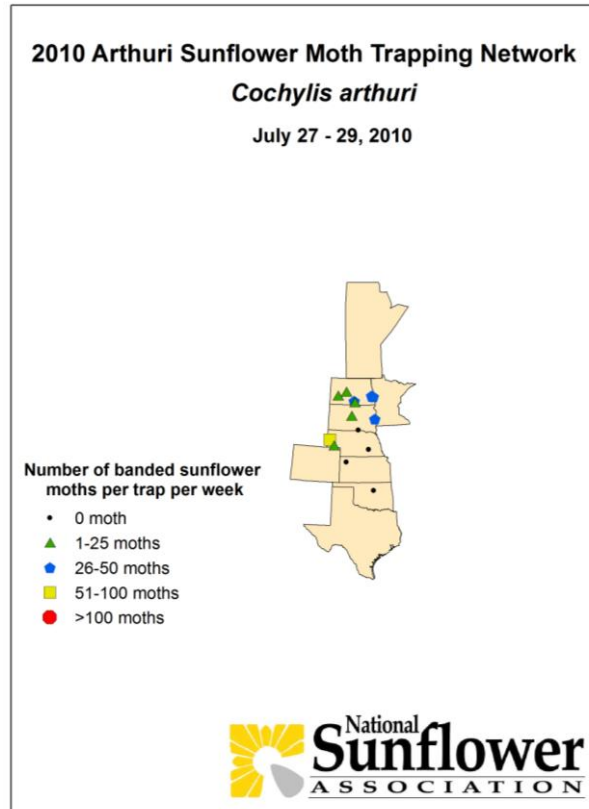 2010 Arthuri Sunflower Moth Trapping Network
Cochylis arthuri
July 27 - 29, 2010
Number of banded sunflower
moths per trap per week
0 moth
1-25 moths
26-50 moths
51-100 moths
>100 moths
National
Sunflower
ASSOCIATION